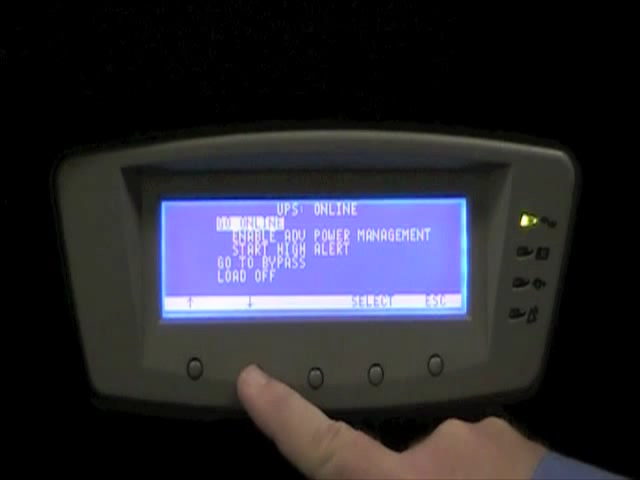 UPS: ONLINE
GO ONLINE
ENABLE ADV POWER MANAGEMENT
START HIGH ALERT
GO TO BYPASS
LOAD OFF
↑ ↓ SELECT ESC